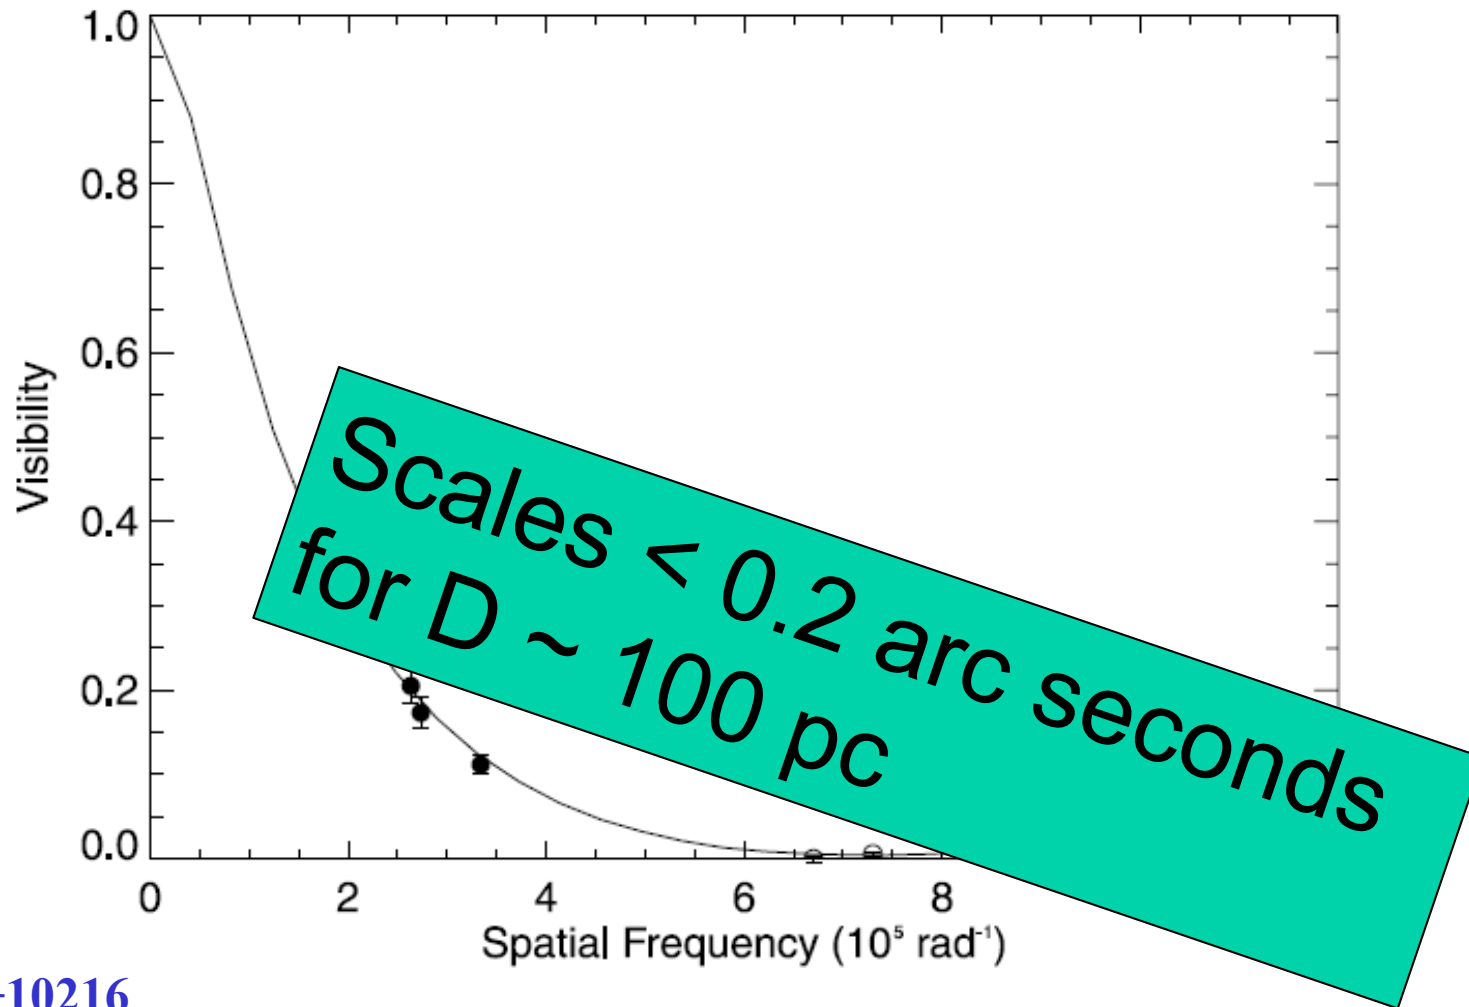 1.0
0.8
0.6
0.4
0.2
0.0
Visibility
Scales < 0.2 arc seconds
for D ~ 100 pc
0 2 4 6 8
Spatial Frequency (10⁵ rad⁻¹)
-10216